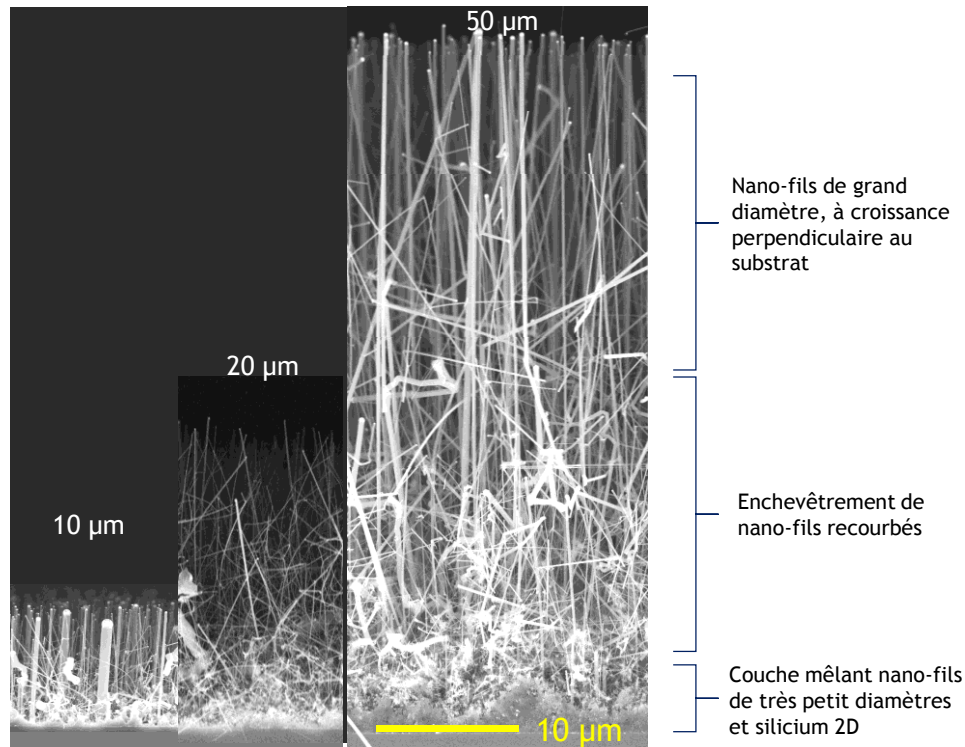 50 µm
20 µm
10 µm
Nano-fils de grand
diamètre, à croissance
perpendiculaire au
substrat
Enchevêtrement de
nano-fils recourbés
Couche mêlant nano-fils
de très petit diamètres
et silicium 2D
10 µm